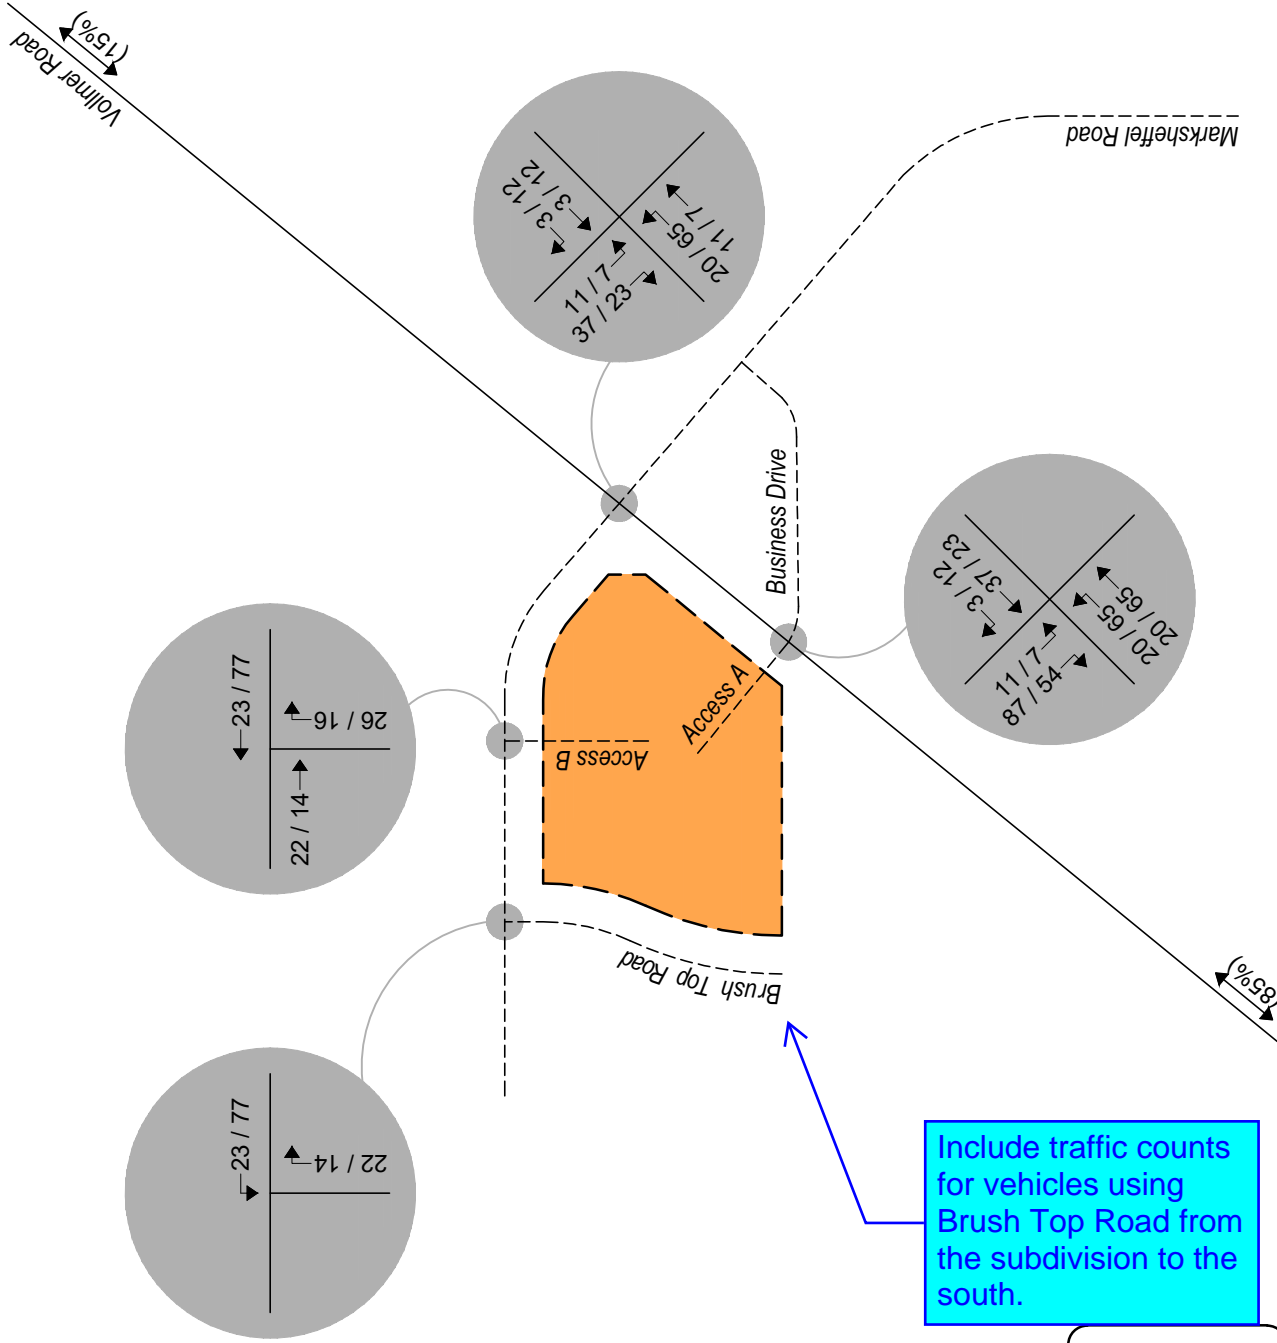 (15%)
Vollmer Road
Marksheffel Road
3 / 12
3 / 12
11 / 7
37 / 23
20 / 65
11 / 7
Business Drive
3 / 12
37 / 23
11 / 7
87 / 54
20 / 65
20 / 65
23 / 77
26 / 16
22 / 14
Access A
Access B
Brush Top Road
23 / 77
22 / 14
(85%)
Include traffic counts
for vehicles using
Brush Top Road from
the subdivision to the
south.